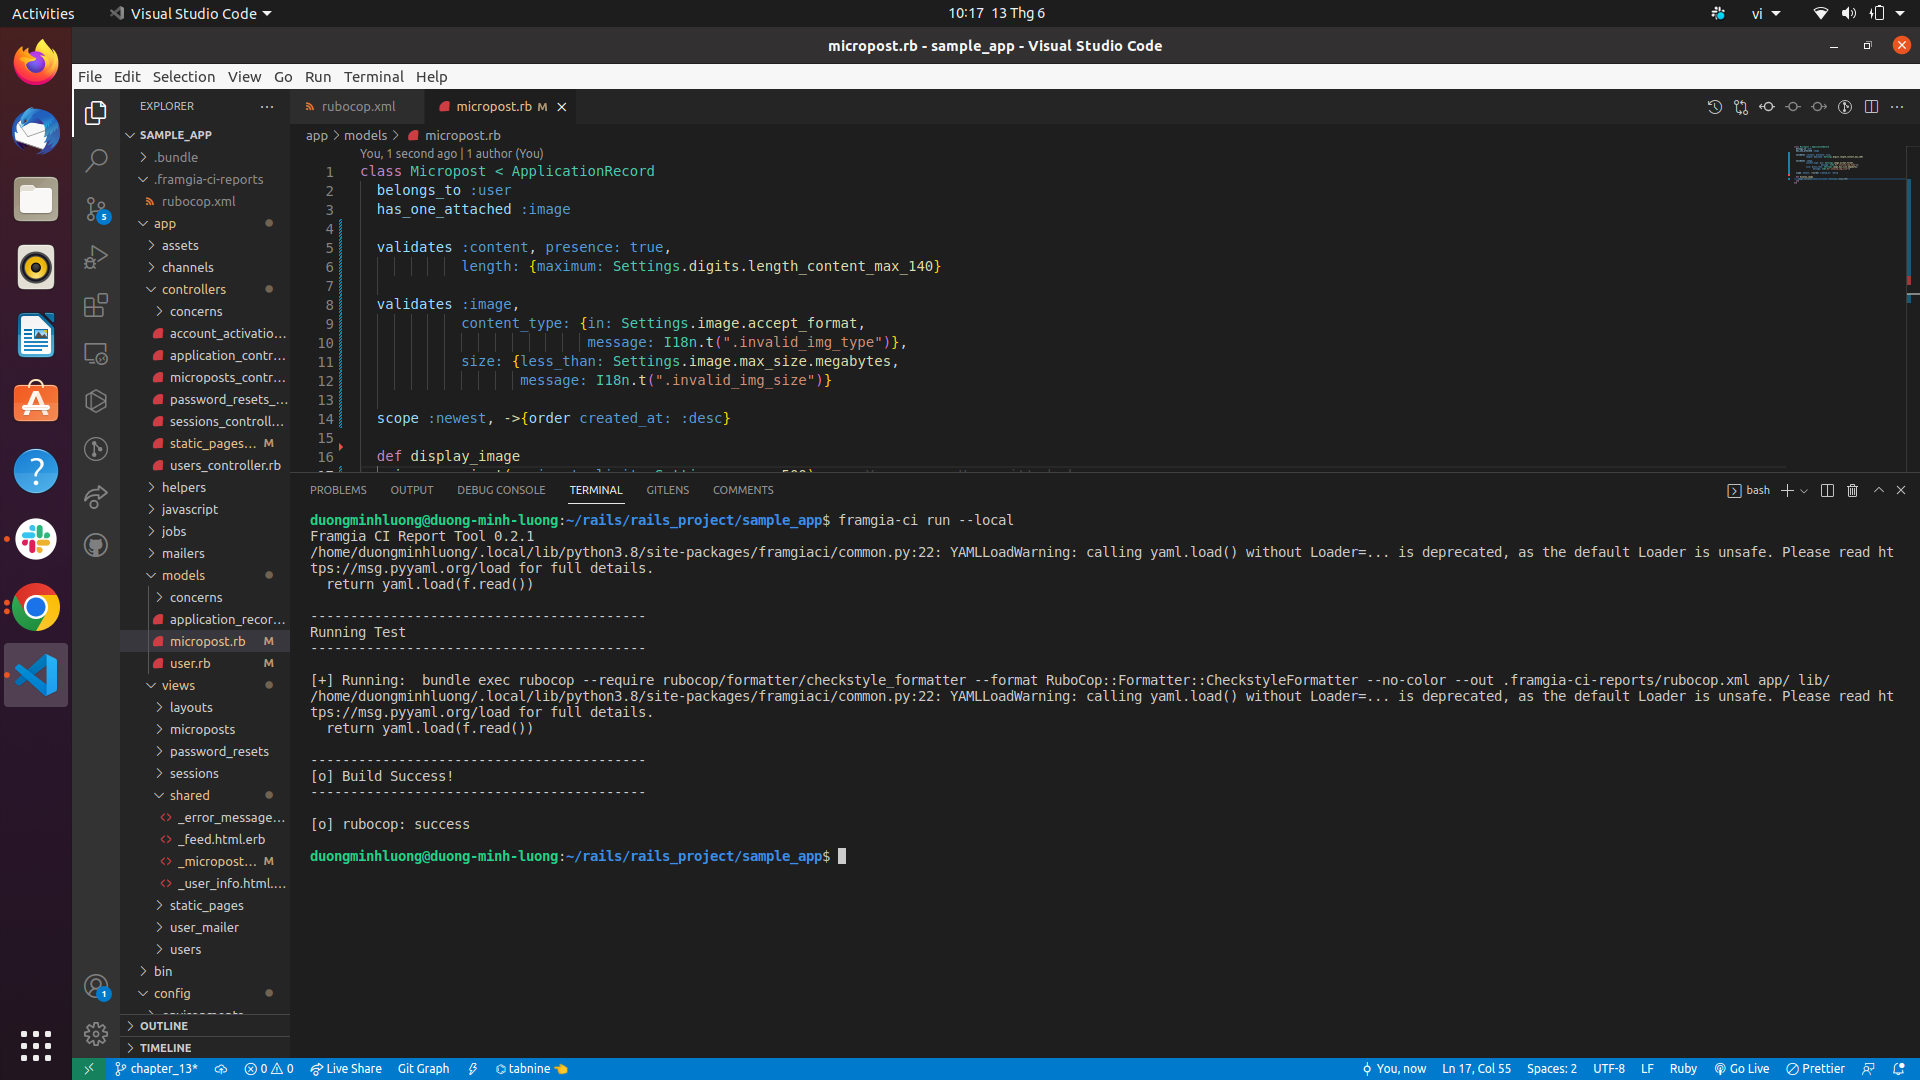 Activities
Visual Studio Code
10:17 13 Thg 6
vi
micropost.rb - sample_app - Visual Studio Code
File Edit Selection View Go Run Terminal Help
EXPLORER
SAMPLE_APP
.bundle
.framgia-ci-reports
rubocop.xml
app
assets
channels
controllers
concerns
account_activatio...
application_contr...
microposts_contr...
password_resets_...
sessions_controll...
static_pages... M
users_controller.rb
helpers
javascript
jobs
mailers
models
concerns
application_recor...
micropost.rb M
user.rb M
views
layouts
microposts
password_resets
sessions
shared
_error_message...
_feed.html.erb
_micropost... M
_user_info.html....
static_pages
user_mailer
users
bin
config
OUTLINE
TIMELINE
5
1
rubocop.xml
micropost.rb M
app > models > micropost.rb
You, 1 second ago | 1 author (You)
1 class Micropost < ApplicationRecord
2 belongs_to :user
3 has_one_attached :image
4
5 validates :content, presence: true,
6 length: {maximum: Settings.digits.length_content_max_140}
7
8 validates :image,
9 content_type: {in: Settings.image.accept_format,
10 message: I18n.t(".invalid_img_type")},
11 size: {less_than: Settings.image.max_size.megabytes,
12 message: I18n.t(".invalid_img_size")}
13
14 scope :newest, ->{order created_at: :desc}
15
16 def display_image
PROBLEMS OUTPUT DEBUG CONSOLE TERMINAL GITLENS COMMENTS
bash
duongminhluong@duong-minh-luong:~/rails/rails_project/sample_app$ framgia-ci run --local
Framgia CI Report Tool 0.2.1
/home/duongminhluong/.local/lib/python3.8/site-packages/framgiaci/common.py:22: YAMLLoadWarning: calling yaml.load() without Loader=... is deprecated, as the default Loader is unsafe. Please read ht
tps://msg.pyyaml.org/load for full details.
return yaml.load(f.read())
------------------------------------------
Running Test
------------------------------------------
[+] Running:  bundle exec rubocop --require rubocop/formatter/checkstyle_formatter --format RuboCop::Formatter::CheckstyleFormatter --no-color --out .framgia-ci-reports/rubocop.xml app/ lib/
/home/duongminhluong/.local/lib/python3.8/site-packages/framgiaci/common.py:22: YAMLLoadWarning: calling yaml.load() without Loader=... is deprecated, as the default Loader is unsafe. Please read ht
tps://msg.pyyaml.org/load for full details.
return yaml.load(f.read())
------------------------------------------
[o] Build Success!
------------------------------------------
[o] rubocop: success
duongminhluong@duong-minh-luong:~/rails/rails_project/sample_app$
chapter_13* 0 0 Live Share Git Graph tabnine You, now Ln 17, Col 55 Spaces: 2 UTF-8 LF Ruby Go Live Prettier